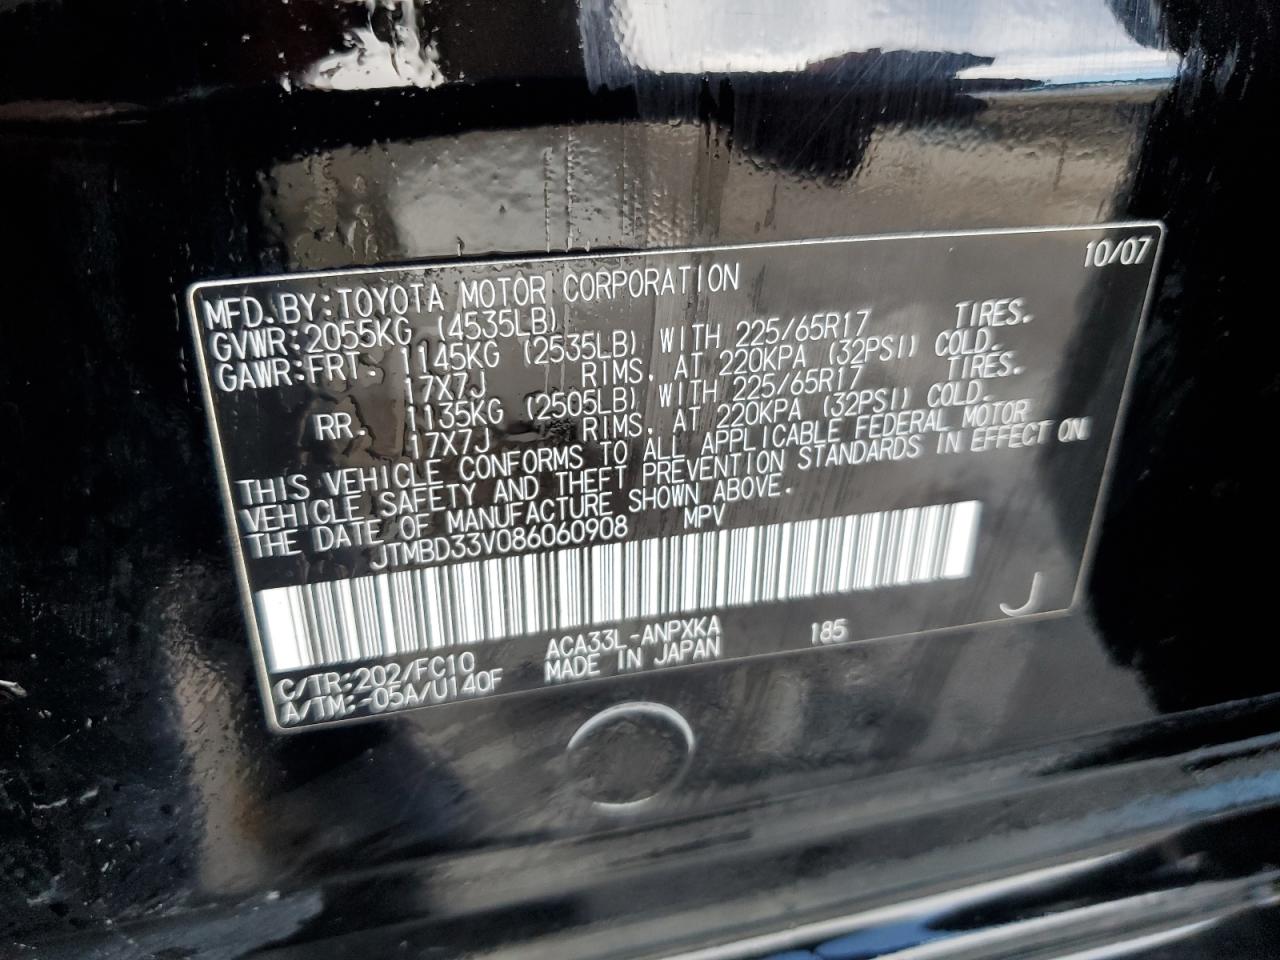 10/07
MFD.BY:TOYOTA MOTOR CORPORATION
GVWR:2055KG (4535LB)
GAWR:FRT. 1145KG (2535LB) WITH 225/65R17 TIRES.
17X7J RIMS, AT 220KPA (32PSI) COLD.
RR. 1135KG (2505LB) WITH 225/65R17 TIRES.
17X7J RIMS, AT 220KPA (32PSI) COLD.
THIS VEHICLE CONFORMS TO ALL APPLICABLE FEDERAL MOTOR
VEHICLE SAFETY AND THEFT PREVENTION STANDARDS IN EFFECT ON
THE DATE OF MANUFACTURE SHOWN ABOVE.
JTMBD33V086060908 MPV
ACA33L-ANPXKA 185 J
C/TR:202/FC10 MADE IN JAPAN
A/TM:-05A/U140F